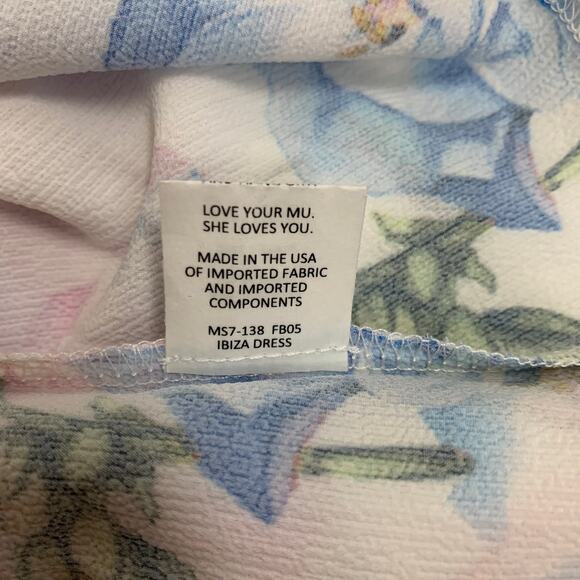 LOVE YOUR MU.
SHE LOVES YOU.
MADE IN THE USA
OF IMPORTED FABRIC
AND IMPORTED
COMPONENTS
MS7-138 FB05
IBIZA DRESS